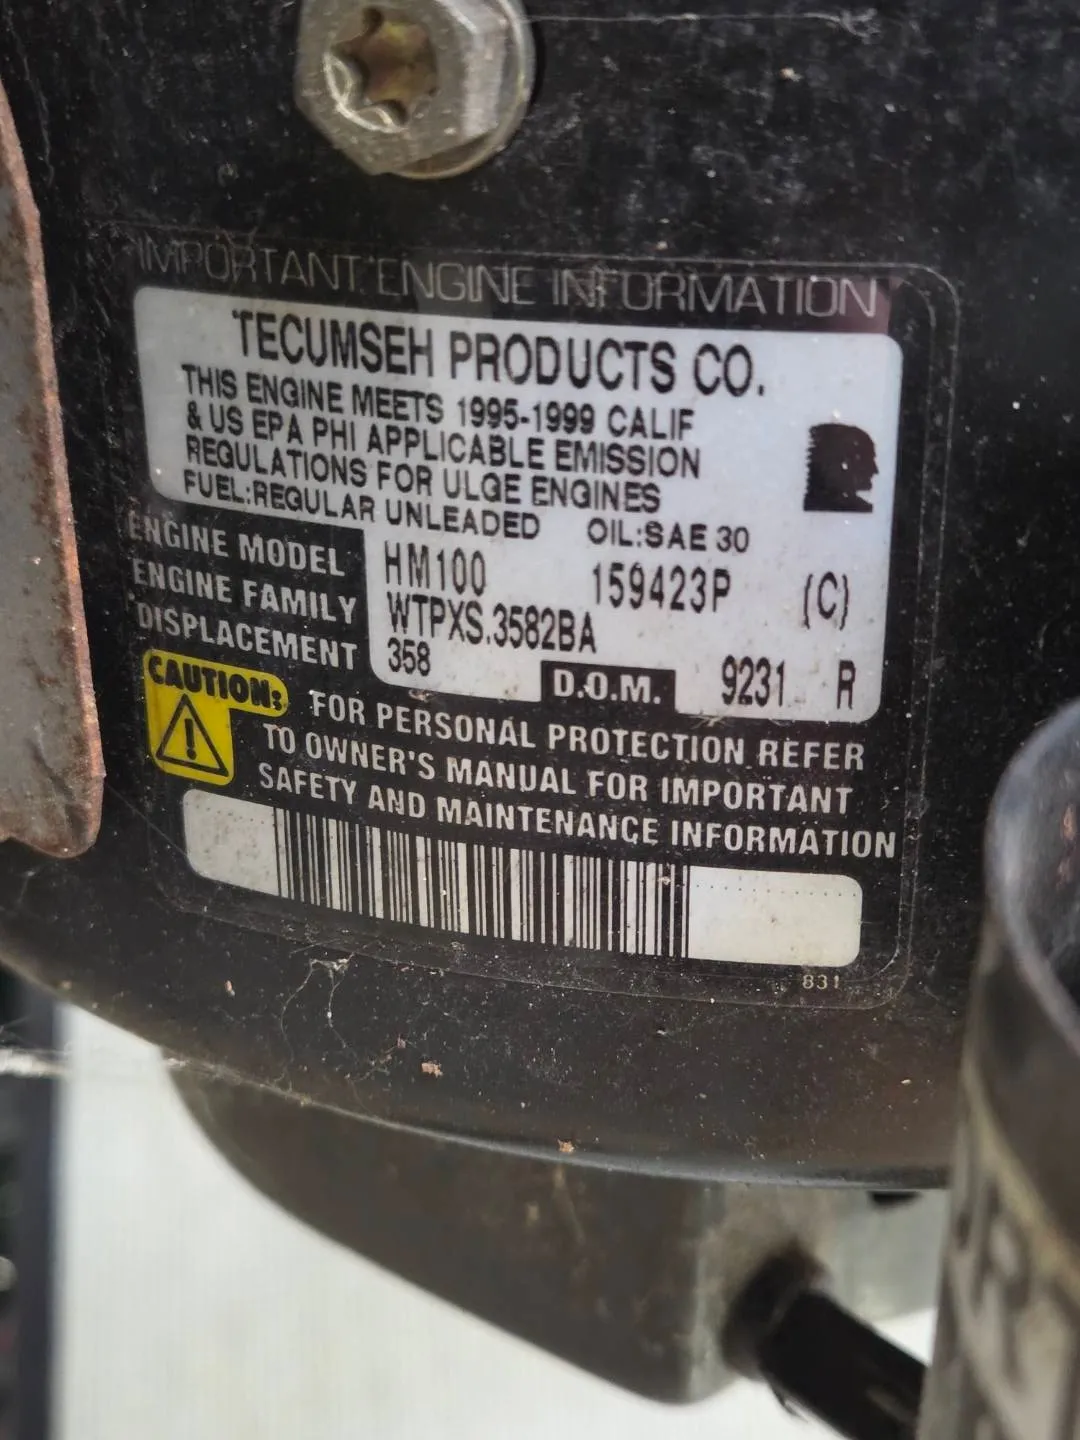 IMPORTANT ENGINE INFORMATION
TECUMSEH PRODUCTS CO.
THIS ENGINE MEETS 1995-1999 CALIF
& US EPA PHI APPLICABLE EMISSION
REGULATIONS FOR ULGE ENGINES
FUEL:REGULAR UNLEADED OIL:SAE 30
ENGINE MODEL HM100 159423P (C)
ENGINE FAMILY WTPXS.3582BA
DISPLACEMENT 358 D.O.M. 9231 R
CAUTION: FOR PERSONAL PROTECTION REFER
TO OWNER'S MANUAL FOR IMPORTANT
SAFETY AND MAINTENANCE INFORMATION
831